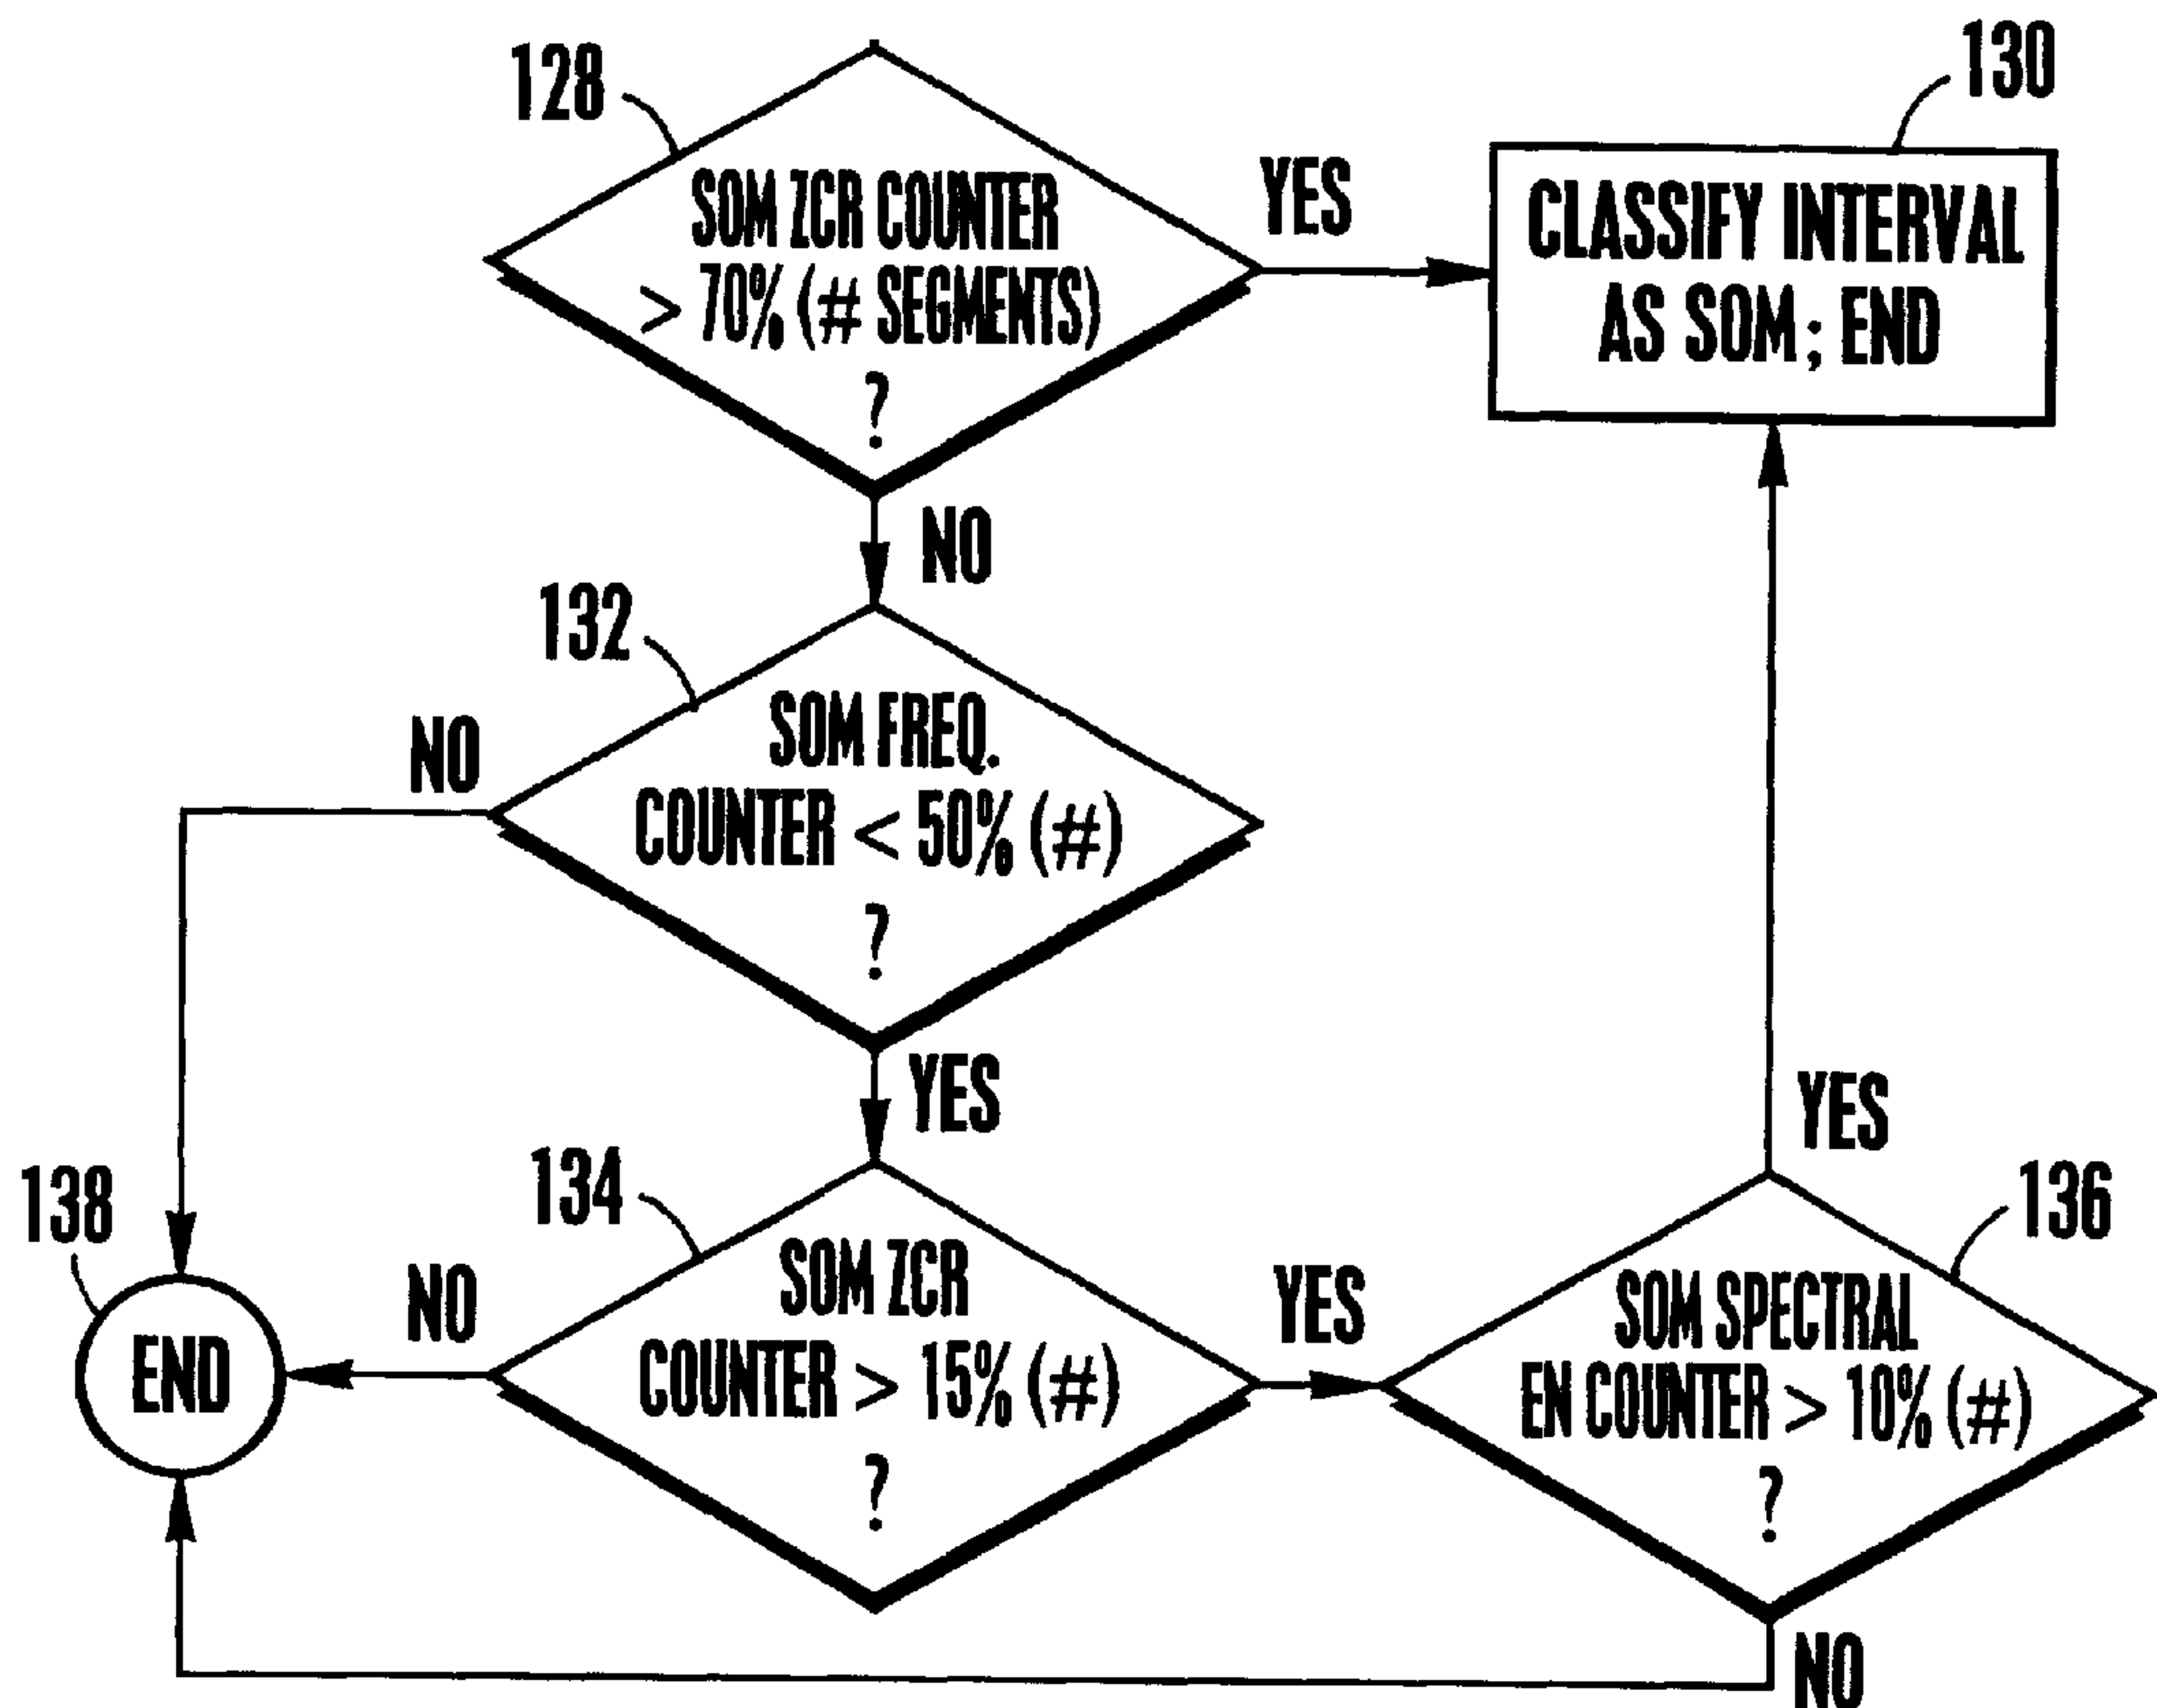 128
SOM ZCR COUNTER
> 70% (# SEGMENTS)
?
YES
130
CLASSIFY INTERVAL
AS SOM; END
NO
132
SOM FREQ.
COUNTER < 50% (#)
?
NO
YES
134
SOM ZCR
COUNTER > 15% (#)
?
NO
YES
136
SOM SPECTRAL
EN COUNTER > 10% (#)
?
YES
NO
138
END